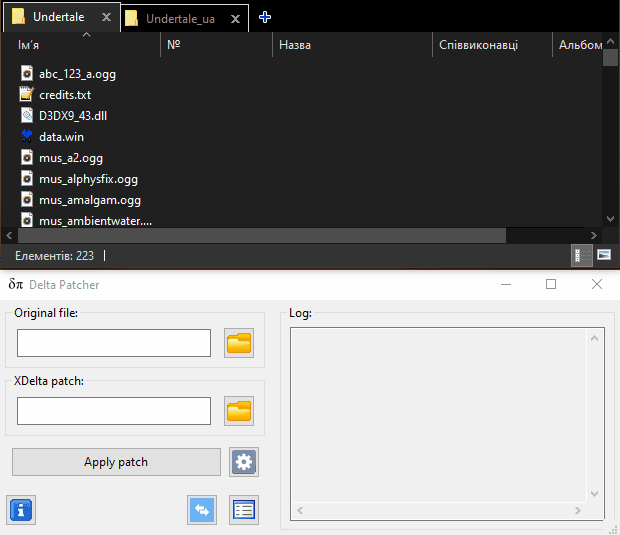 Undertale
Undertale_ua
Ім'я № Назва Співвиконавці Альбом
abc_123_a.ogg
credits.txt
D3DX9_43.dll
data.win
mus_a2.ogg
mus_alphysfix.ogg
mus_amalgam.ogg
mus_ambientwater....
Елементів: 223
δπ Delta Patcher
Original file:
XDelta patch:
Apply patch
Log: